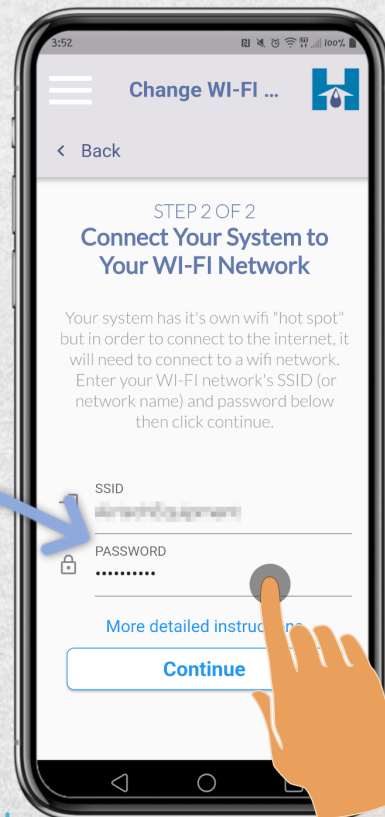 3:52
100%
Change WI-FI ...
< Back
STEP 2 OF 2
Connect Your System to
Your WI-FI Network
Your system has it's own wifi "hot spot"
but in order to connect to the internet, it
will need to connect to a wifi network.
Enter your WI-FI network's SSID (or
network name) and password below
then click continue.
SSID
PASSWORD
••••••••••
More detailed
Continue